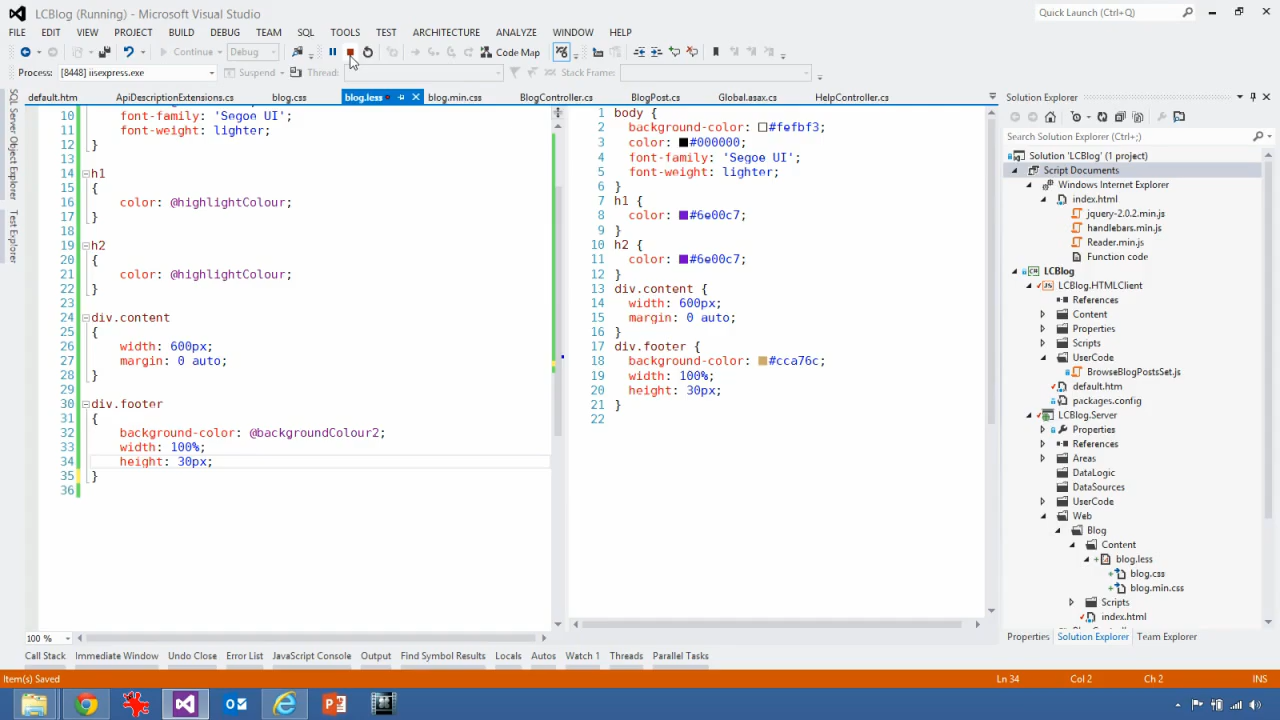 LCBlog (Running) - Microsoft Visual Studio
Quick Launch (Ctrl+Q)
FILE EDIT VIEW PROJECT BUILD DEBUG TEAM SQL TOOLS TEST ARCHITECTURE ANALYZE WINDOW HELP
Continue Debug Code Map
Process: [8448] iisexpress.exe Suspend Thread: Stack Frame:
default.htm ApiDescriptionExtensions.cs blog.css blog.less blog.min.css BlogController.cs BlogPost.cs Global.asax.cs HelpController.cs
SQL Server Object Explorer
Test Explorer
10 font-family: 'Segoe UI';
11 font-weight: lighter;
12 }
13
14 h1
15 {
16 color: @highlightColour;
17 }
18
19 h2
20 {
21 color: @highlightColour;
22 }
23
24 div.content
25 {
26 width: 600px;
27 margin: 0 auto;
28 }
29
30 div.footer
31 {
32 background-color: @backgroundColour2;
33 width: 100%;
34 height: 30px;
35 }
36
100 %
1 body {
2 background-color: #fefbf3;
3 color: #000000;
4 font-family: 'Segoe UI';
5 font-weight: lighter;
6 }
7 h1 {
8 color: #6e00c7;
9 }
10 h2 {
11 color: #6e00c7;
12 }
13 div.content {
14 width: 600px;
15 margin: 0 auto;
16 }
17 div.footer {
18 background-color: #cca76c;
19 width: 100%;
20 height: 30px;
21 }
22
Solution Explorer
Search Solution Explorer (Ctrl+;)
Solution 'LCBlog' (1 project)
Script Documents
Windows Internet Explorer
index.html
jquery-2.0.2.min.js
handlebars.min.js
Reader.min.js
Function code
LCBlog
LCBlog.HTMLClient
References
Content
Properties
Scripts
UserCode
BrowseBlogPostsSet.js
default.htm
packages.config
LCBlog.Server
Properties
References
Areas
DataLogic
DataSources
UserCode
Web
Blog
Content
blog.less
blog.css
blog.min.css
Scripts
index.html
Properties Solution Explorer Team Explorer
Call Stack Immediate Window Undo Close Error List JavaScript Console Output Find Symbol Results Locals Autos Watch 1 Threads Parallel Tasks
Item(s) Saved Ln 34 Col 2 Ch 2 INS